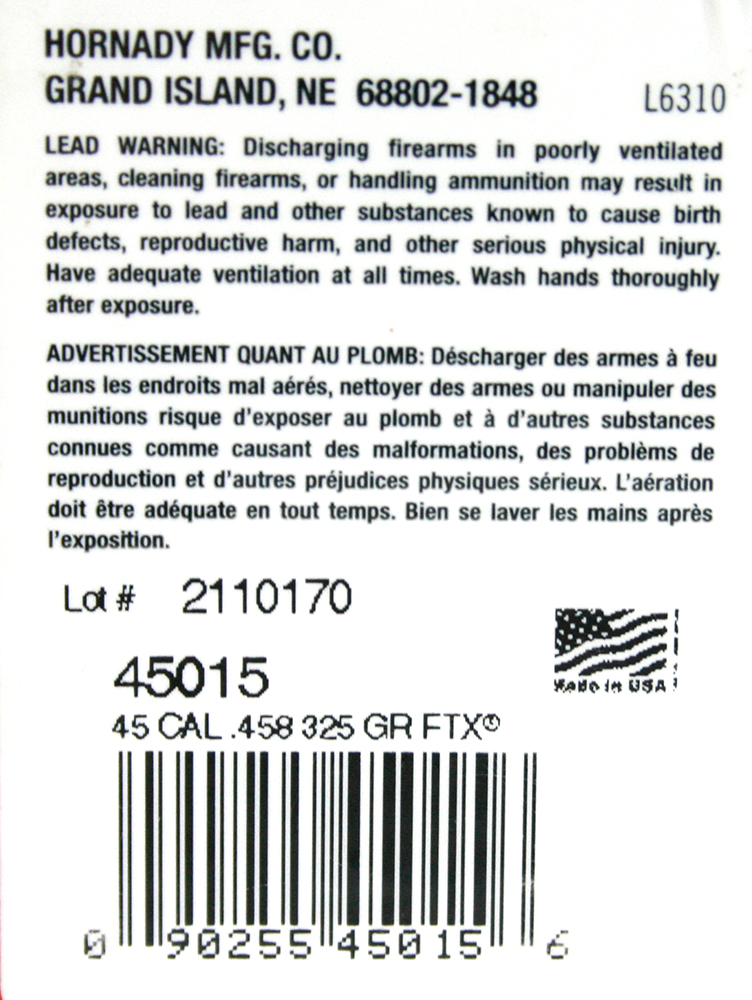 HORNADY MFG. CO.
GRAND ISLAND, NE 68802-1848 L6310
LEAD WARNING: Discharging firearms in poorly ventilated
areas, cleaning firearms, or handling ammunition may result in
exposure to lead and other substances known to cause birth
defects, reproductive harm, and other serious physical injury.
Have adequate ventilation at all times. Wash hands thoroughly
after exposure.
ADVERTISSEMENT QUANT AU PLOMB: Déscharger des armes à feu
dans les endroits mal aérés, nettoyer des armes ou manipuler des
munitions risque d'exposer au plomb et à d'autres substances
connues comme causant des malformations, des problèms de
reproduction et d'autres préjudices physiques sérieux. L'aération
doit être adéquate en tout temps. Bien se laver les mains après
l'exposition.
Lot # 2110170
45015
Made in USA
45 CAL .458 325 GR FTX®
0 90255 45015 6